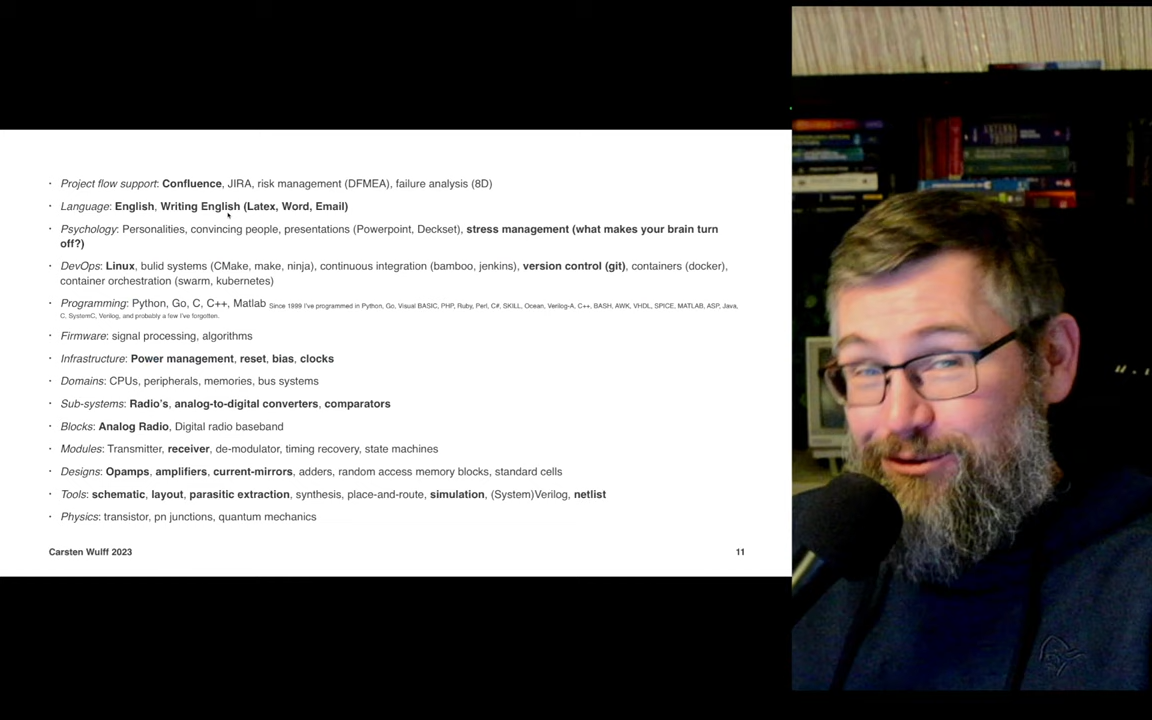 · Project flow support: Confluence, JIRA, risk management (DFMEA), failure analysis (8D)
· Language: English, Writing English (Latex, Word, Email)
· Psychology: Personalities, convincing people, presentations (Powerpoint, Deckset), stress management (what makes your brain turn
off?)
· DevOps: Linux, bulid systems (CMake, make, ninja), continuous integration (bamboo, jenkins), version control (git), containers (docker),
container orchestration (swarm, kubernetes)
· Programming: Python, Go, C, C++, Matlab Since 1999 I've programmed in Python, Go, Visual BASIC, PHP, Ruby, Perl, C#, SKILL, Ocean, Verilog-A, C++, BASH, AWK, VHDL, SPICE, MATLAB, ASP, Java,
C, SystemC, Verilog, and probably a few I've forgotten.
· Firmware: signal processing, algorithms
· Infrastructure: Power management, reset, bias, clocks
· Domains: CPUs, peripherals, memories, bus systems
· Sub-systems: Radio's, analog-to-digital converters, comparators
· Blocks: Analog Radio, Digital radio baseband
· Modules: Transmitter, receiver, de-modulator, timing recovery, state machines
· Designs: Opamps, amplifiers, current-mirrors, adders, random access memory blocks, standard cells
· Tools: schematic, layout, parasitic extraction, synthesis, place-and-route, simulation, (System)Verilog, netlist
· Physics: transistor, pn junctions, quantum mechanics
Carsten Wulff 2023
11